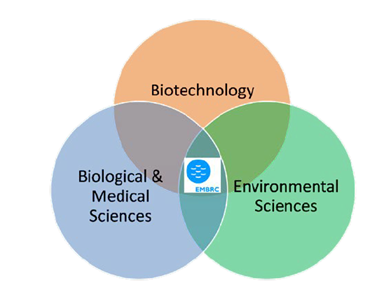 Biotechnology
Biological &
Medical
Sciences
EMBRC
Environmental
Sciences